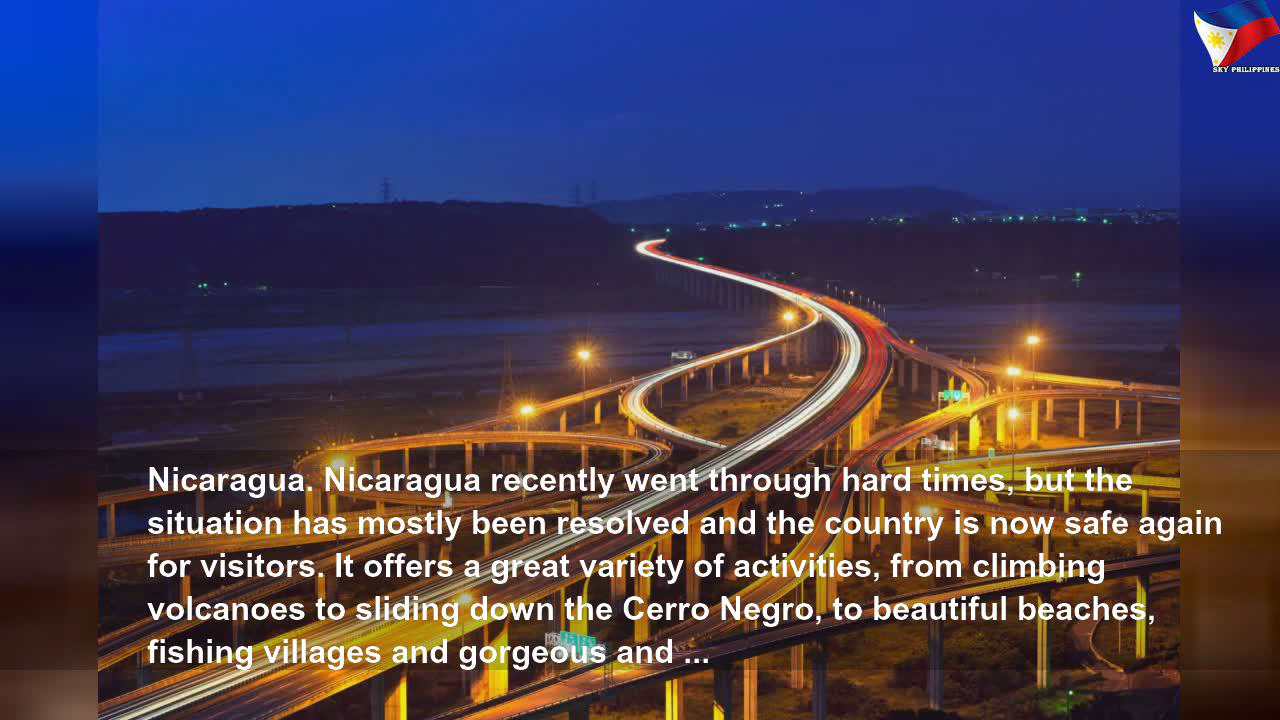 SKY PHILIPPINES
Nicaragua. Nicaragua recently went through hard times, but the
situation has mostly been resolved and the country is now safe again
for visitors. It offers a great variety of activities, from climbing
volcanoes to sliding down the Cerro Negro, to beautiful beaches,
fishing villages and gorgeous and ...